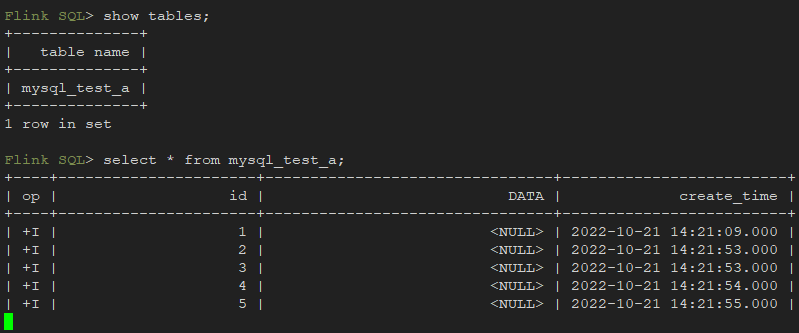 Flink SQL> show tables;
+--------------+
|   table name |
+--------------+
| mysql_test_a |
+--------------+
1 row in set
Flink SQL> select * from mysql_test_a;
+----+----------------------+--------------------------------+-------------------------+
| op |                   id |                           DATA |             create_time |
+----+----------------------+--------------------------------+-------------------------+
| +I |                    1 |                         <NULL> | 2022-10-21 14:21:09.000 |
| +I |                    2 |                         <NULL> | 2022-10-21 14:21:53.000 |
| +I |                    3 |                         <NULL> | 2022-10-21 14:21:53.000 |
| +I |                    4 |                         <NULL> | 2022-10-21 14:21:54.000 |
| +I |                    5 |                         <NULL> | 2022-10-21 14:21:55.000 |